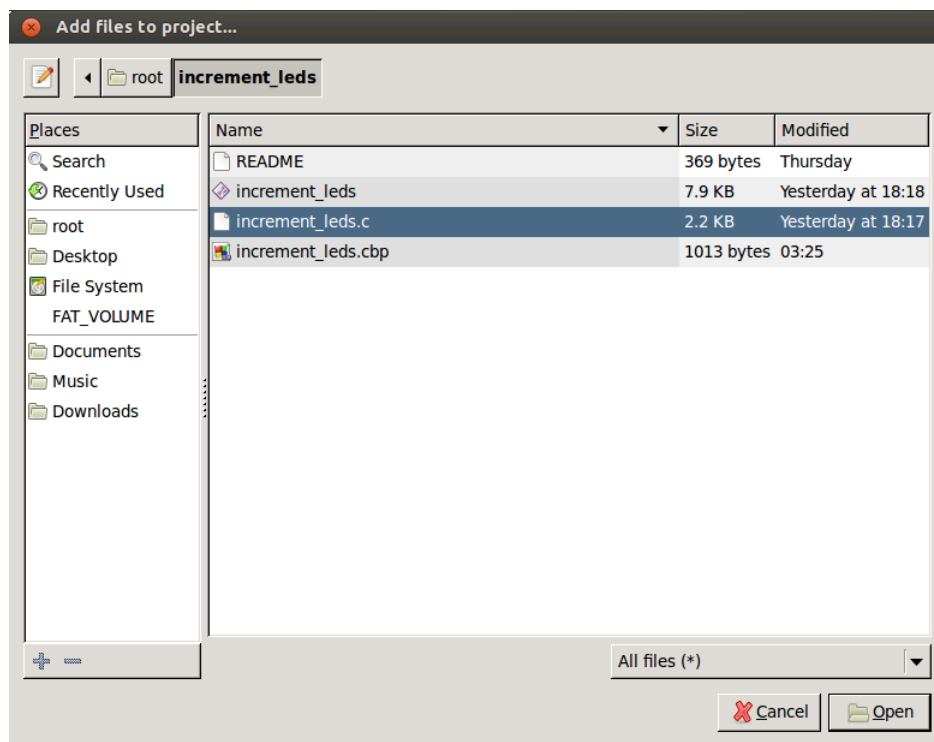 Add files to project...
root increment_leds
Places
Search
Recently Used
root
Desktop
File System
FAT_VOLUME
Documents
Music
Downloads
Name Size Modified
README 369 bytes Thursday
increment_leds 7.9 KB Yesterday at 18:18
increment_leds.c 2.2 KB Yesterday at 18:17
increment_leds.cbp 1013 bytes 03:25
All files (*)
Cancel Open